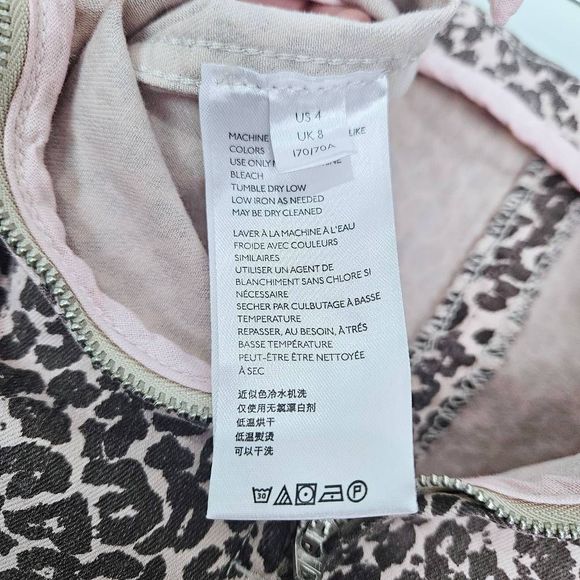 US 4
UK 8
170/70A
MACHINE LIKE
COLORS
USE ONLY
BLEACH
TUMBLE DRY LOW
LOW IRON AS NEEDED
MAY BE DRY CLEANED
LAVER À LA MACHINE À L'EAU
FROIDE AVEC COULEURS
SIMILAIRES
UTILISER UN AGENT DE
BLANCHIMENT SANS CHLORE SI
NÉCESSAIRE
SECHER PAR CULBUTAGE À BASSE
TEMPERATURE
REPASSER, AU BESOIN, À TRÉS
BASSE TEMPÉRATURE
PEUT-ÊTRE ÊTRE NETTOYÉE
À SEC
近似色冷水机洗
仅使用无氯漂白剂
低温烘干
低温熨烫
可以干洗
30
P